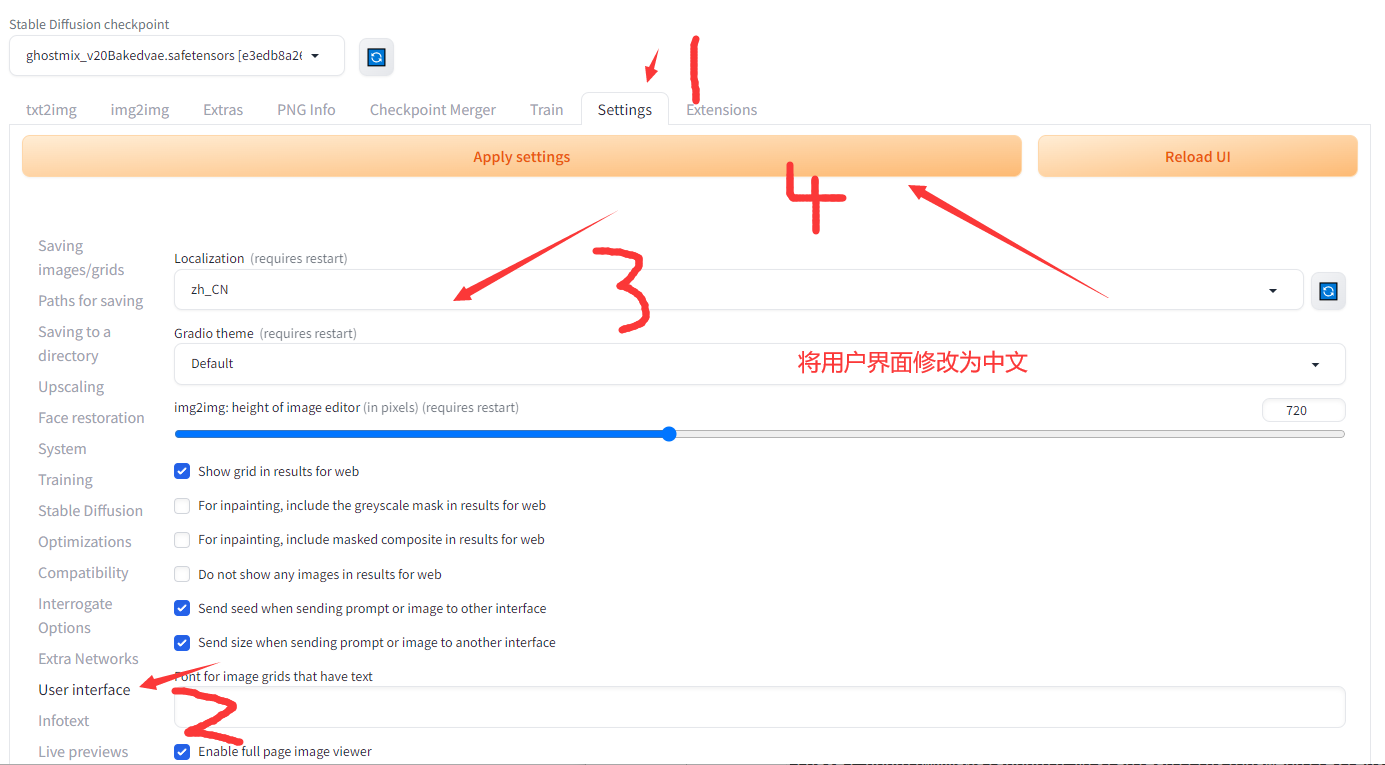 Stable Diffusion checkpoint
ghostmix_v20Bakedvae.safetensors [e3edb8a26
1
txt2img img2img Extras PNG Info Checkpoint Merger Train Settings Extensions
Apply settings Reload UI
4
Saving images/grids
Paths for saving
Saving to a directory
Upscaling
Face restoration
System
Training
Stable Diffusion
Optimizations
Compatibility
Interrogate Options
Extra Networks
User interface
Infotext
Live previews
2
Localization (requires restart)
3
zh_CN
Gradio theme (requires restart)
Default
将用户界面修改为中文
img2img: height of image editor (in pixels) (requires restart) 720
Show grid in results for web
For inpainting, include the greyscale mask in results for web
For inpainting, include masked composite in results for web
Do not show any images in results for web
Send seed when sending prompt or image to other interface
Send size when sending prompt or image to another interface
Font for image grids that have text
Enable full page image viewer